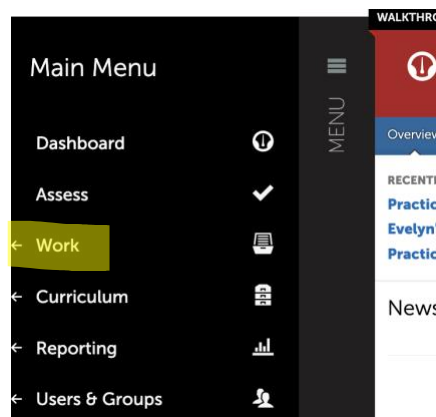 WALKTHRO
Main Menu
MENU
Dashboard
Assess
← Work
← Curriculum
← Reporting
← Users & Groups
Overview
RECENT
Practic
Evelyn'
Practic
News